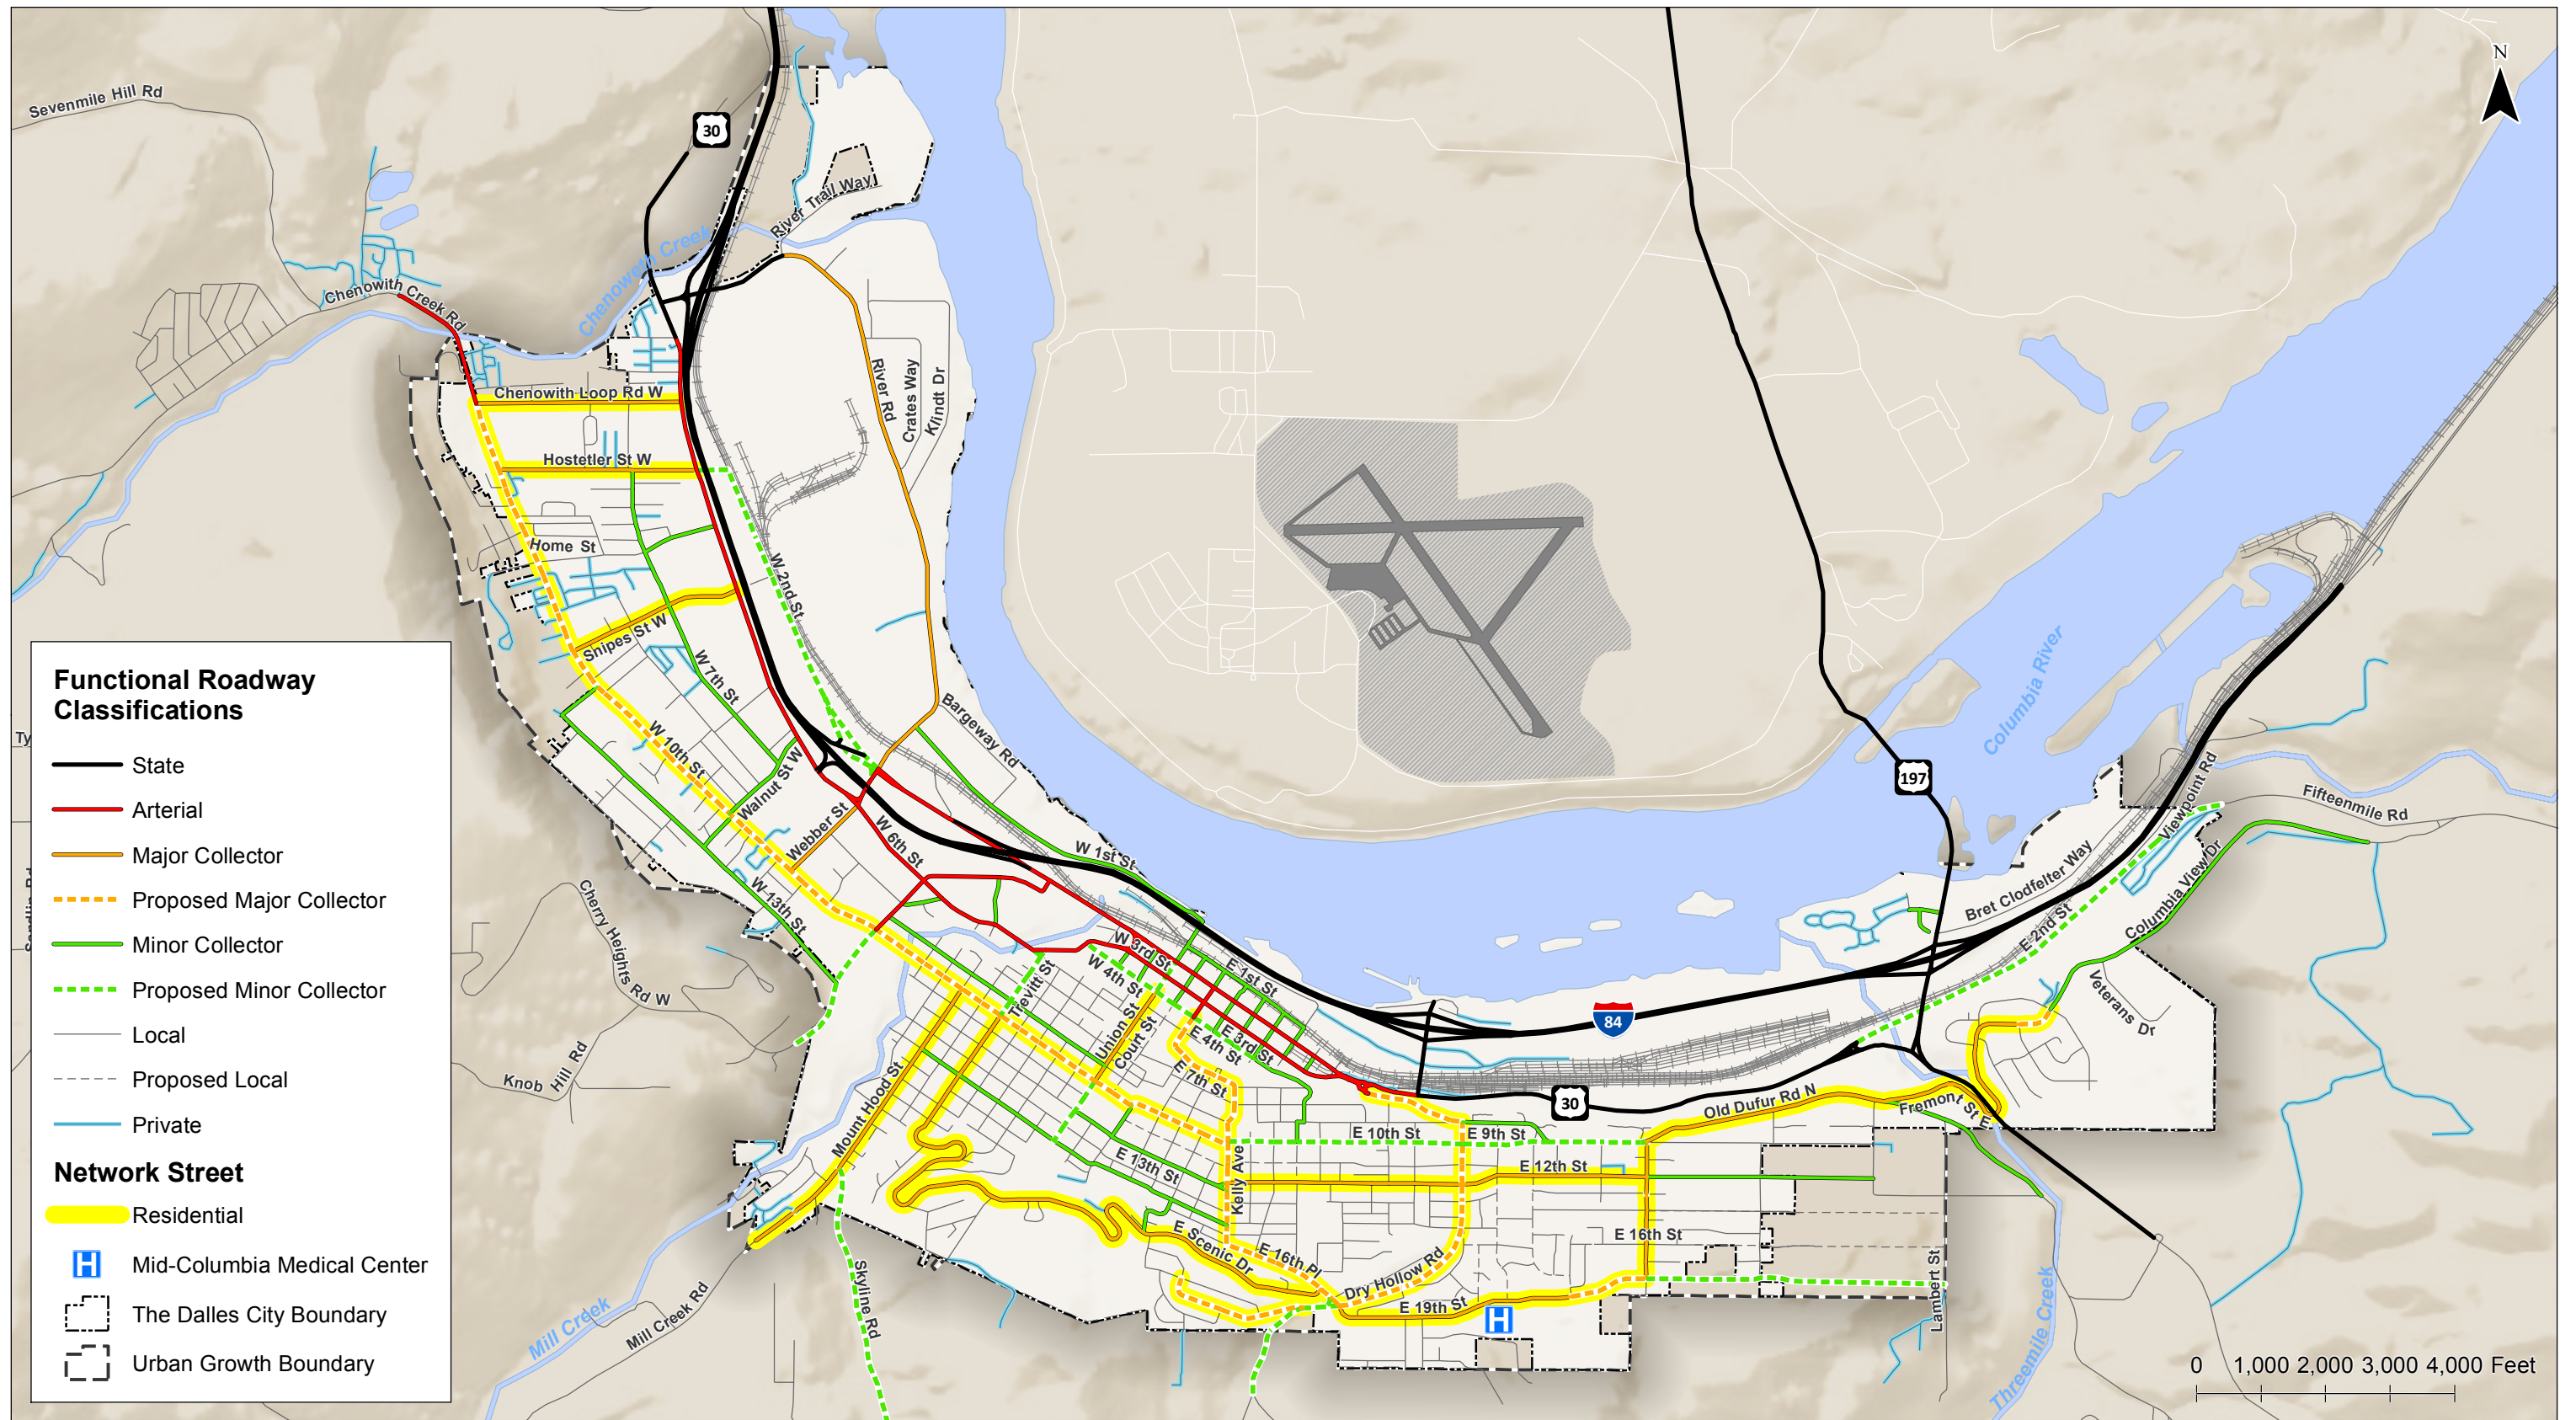 N
Sevenmile Hill Rd
30
River Trail Way
Chenoweth Creek
Chenowith Creek Rd
Chenowith Loop Rd W
River Rd
Crates Way
Klindt Dr
Hostetler St W
Home St
W 2nd St
Snipes St W
W 7th St
Bargeway Rd
W 10th St
Walnut St W
Webber St
W 6th St
W 1st St
W 13th St
Cherry Heights Rd W
Knob Hill Rd
W 3rd St
W 4th St
E 1st St
Trevitt St
Union St
Court St
E 3rd St
E 4th St
E 7th St
Mount Hood St
E 13th St
Kelly Ave
E 10th St
E 9th St
E 12th St
E 16th St
E 16th Pl
E Scenic Dr
Dry Hollow Rd
E 19th St
H
Skyline Rd
Mill Creek Rd
Mill Creek
84
30
197
Columbia River
Old Dufur Rd N
Fremont St E
Bret Clodfelter Way
E 2nd St
Viewpoint Rd
Columbia View Dr
Fifteenmile Rd
Veterans Dr
Lambert St
Threemile Creek
Ty
Functional Roadway
Classifications
State
Arterial
Major Collector
Proposed Major Collector
Minor Collector
Proposed Minor Collector
Local
Proposed Local
Private
Network Street
Residential
H Mid-Columbia Medical Center
The Dalles City Boundary
Urban Growth Boundary
0 1,000 2,000 3,000 4,000 Feet